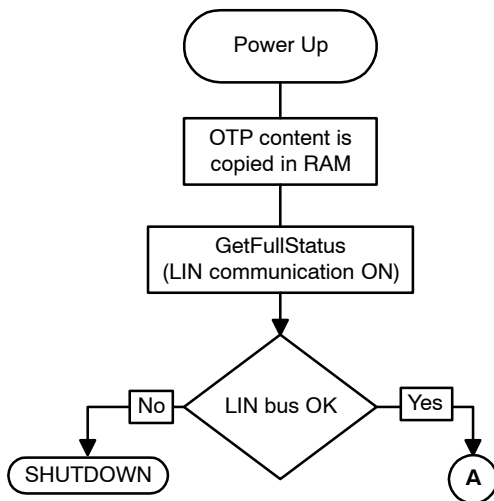 Power Up
OTP content is
copied in RAM
GetFullStatus
(LIN communication ON)
LIN bus OK
No
Yes
SHUTDOWN
A